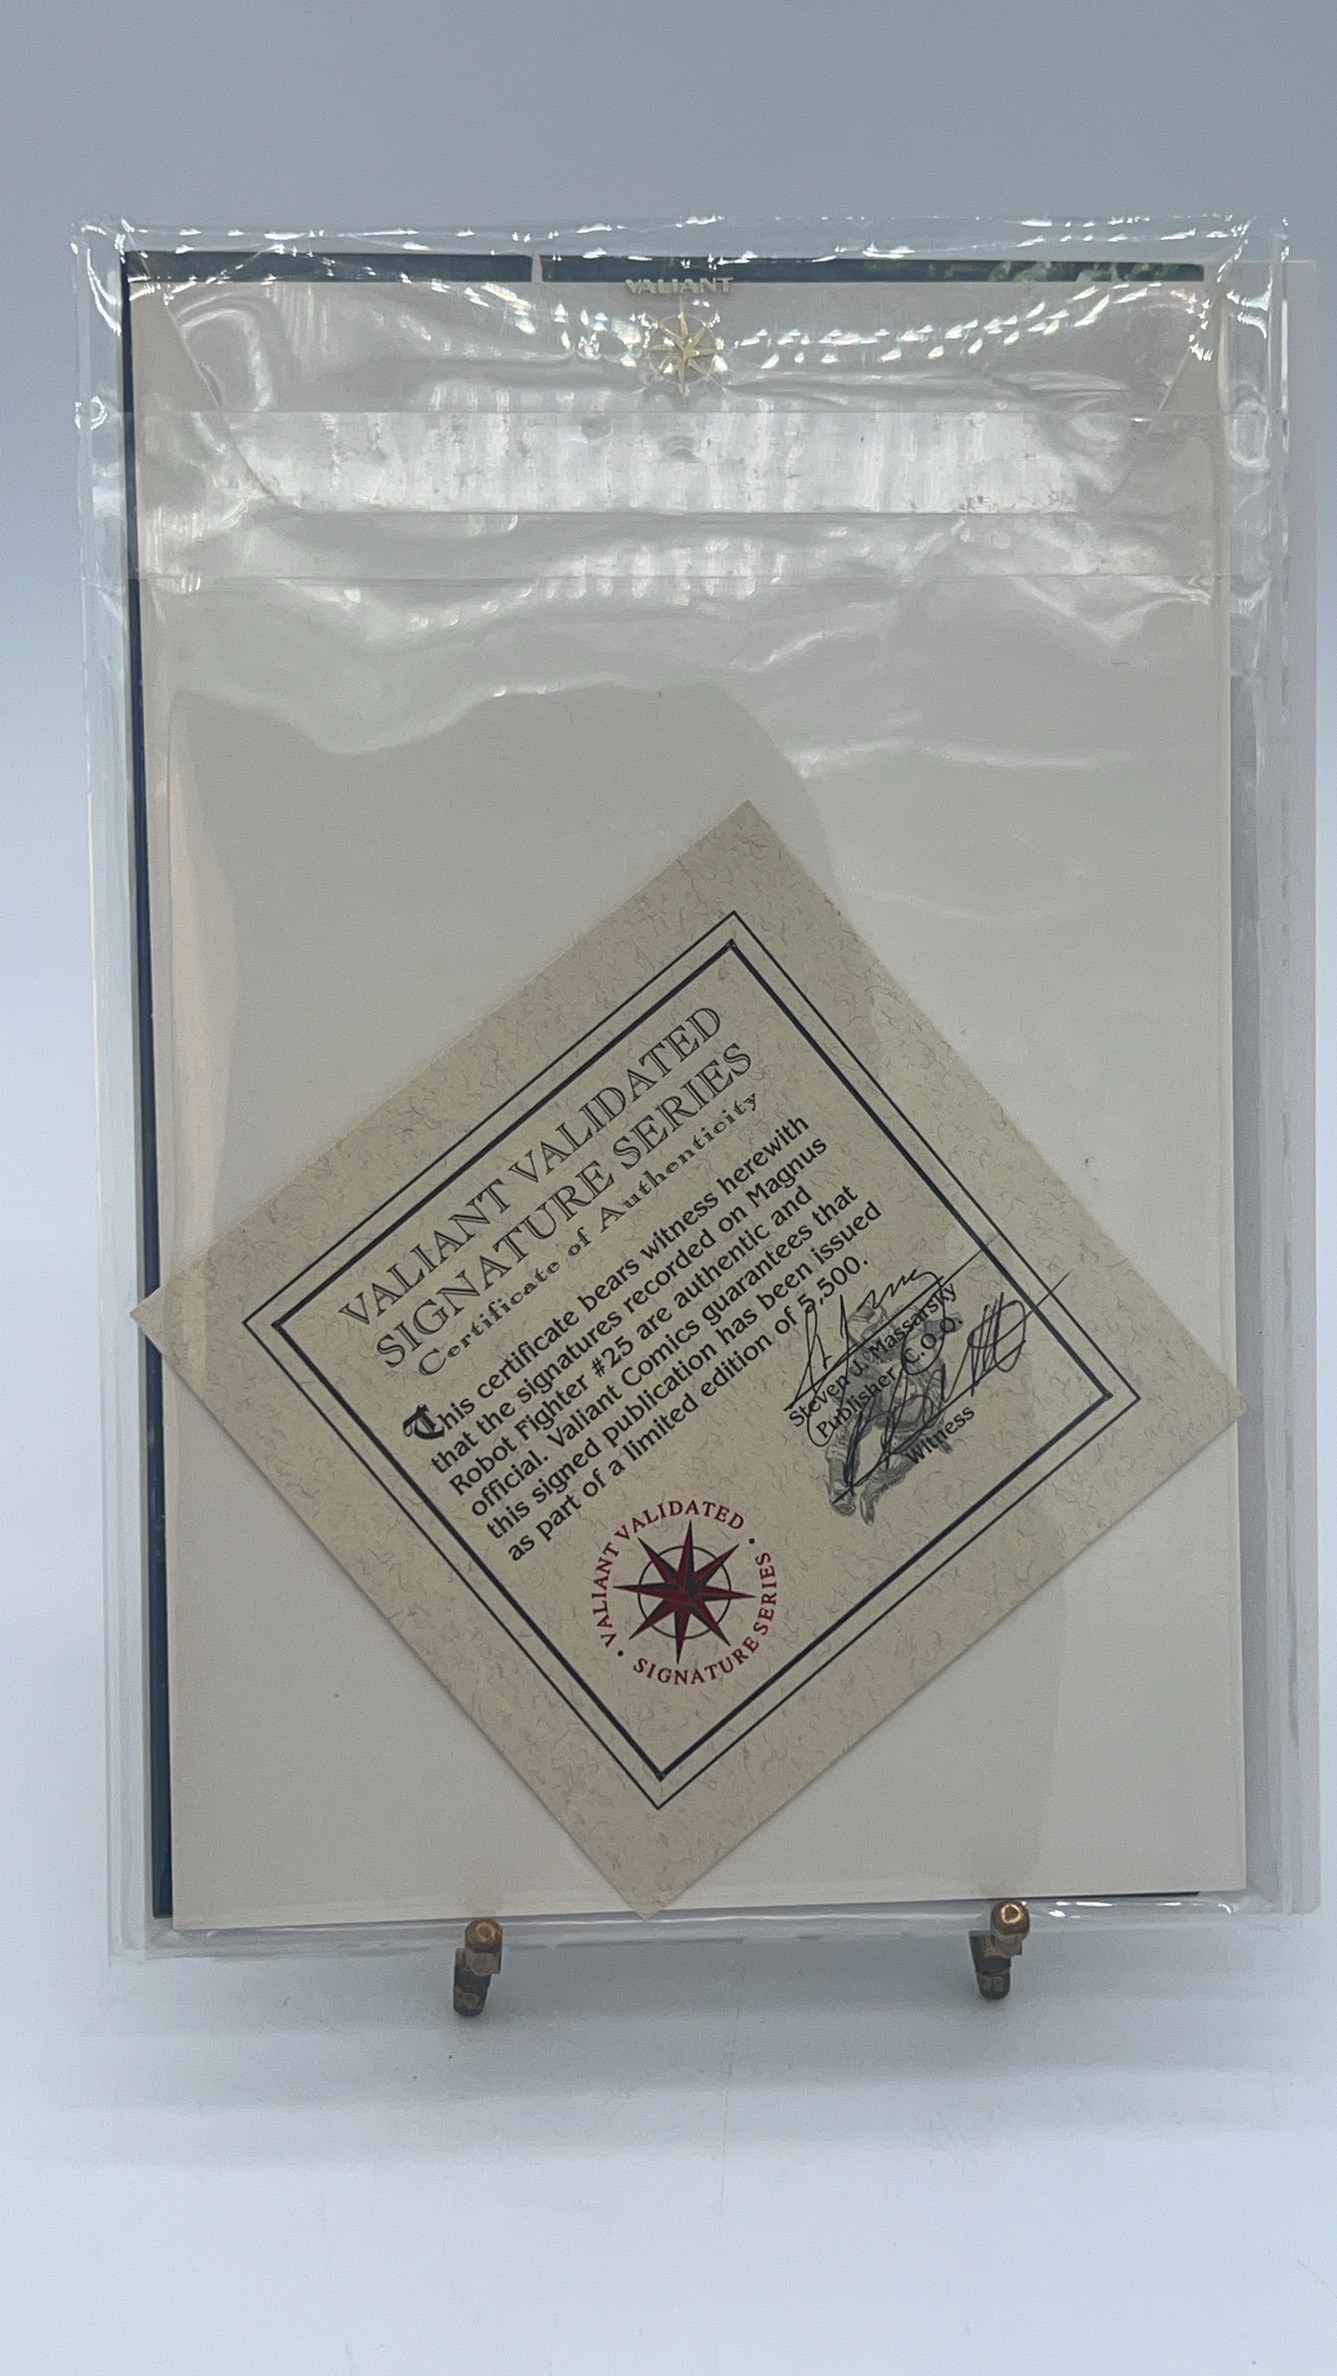 VALIANT
VALIANT VALIDATED
SIGNATURE SERIES
Certificate of Authenticity
This certificate bears witness herewith
that the signatures recorded on Magnus
Robot Fighter #25 are authentic and
official. Valiant Comics guarantees that
this signed publication has been issued
as part of a limited edition of 5,500.
Steven J. Massarsky
Publisher C.O.O.
Witness
VALIANT VALIDATED • SIGNATURE SERIES •